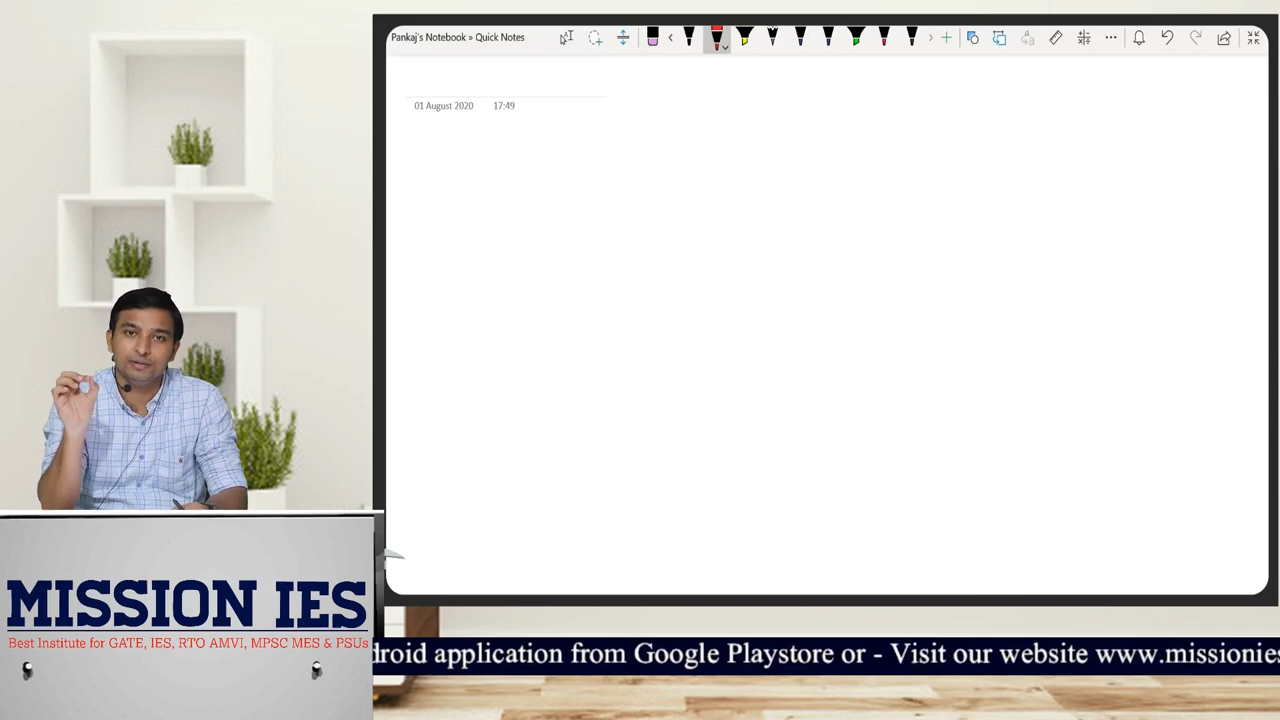 Pankaj's Notebook » Quick Notes
01 August 2020 17:49
MISSION IES
Best Institute for GATE, IES, RTO AMVI, MPSC MES & PSUs
droid application from Google Playstore or - Visit our website www.missionies